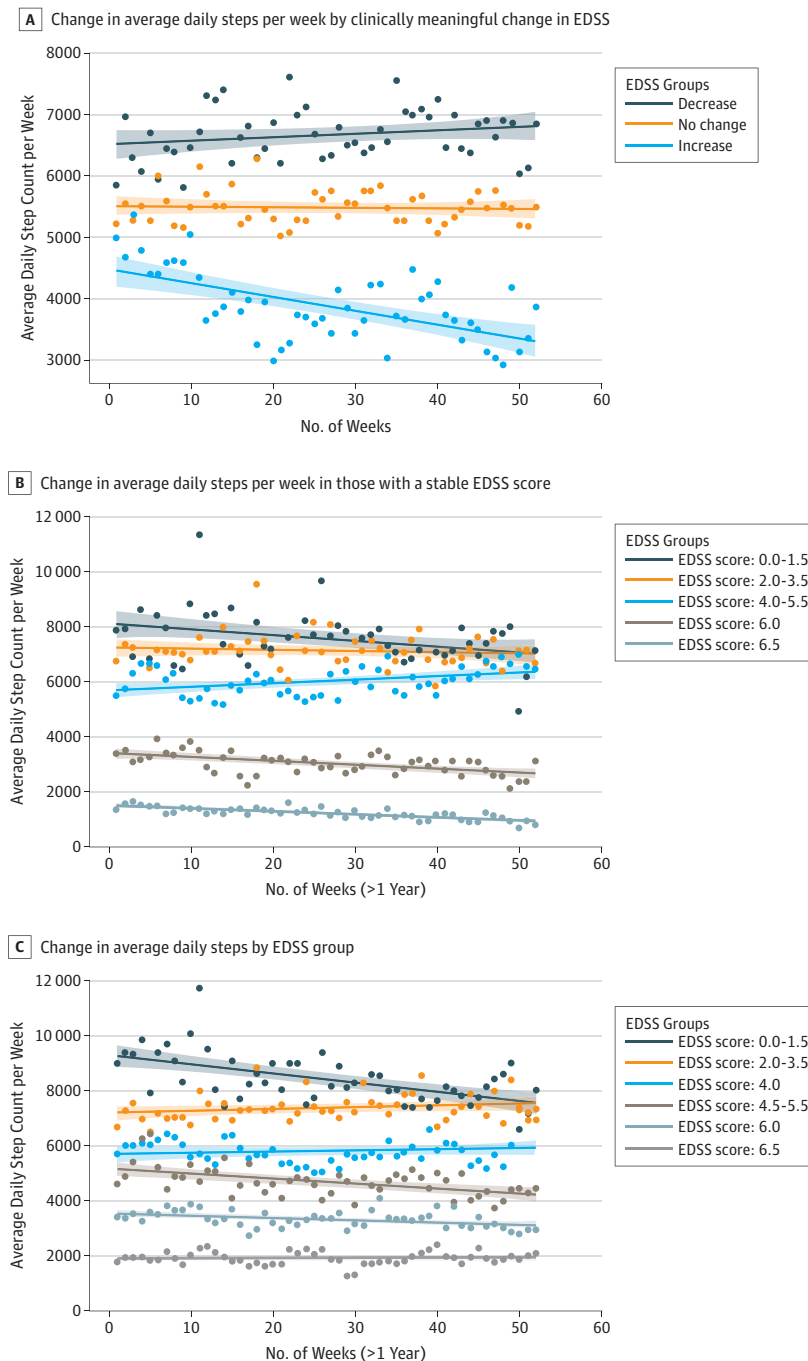 A Change in average daily steps per week by clinically meaningful change in EDSS
8000
7000
6000
5000
4000
3000
Average Daily Step Count per Week
0 10 20 30 40 50 60
No. of Weeks
EDSS Groups
Decrease
No change
Increase
B Change in average daily steps per week in those with a stable EDSS score
12 000
10 000
8000
6000
4000
2000
0
Average Daily Step Count per Week
0 10 20 30 40 50 60
No. of Weeks (>1 Year)
EDSS Groups
EDSS score: 0.0-1.5
EDSS score: 2.0-3.5
EDSS score: 4.0-5.5
EDSS score: 6.0
EDSS score: 6.5
C Change in average daily steps by EDSS group
12 000
10 000
8000
6000
4000
2000
0
Average Daily Step Count per Week
0 10 20 30 40 50 60
No. of Weeks (>1 Year)
EDSS Groups
EDSS score: 0.0-1.5
EDSS score: 2.0-3.5
EDSS score: 4.0
EDSS score: 4.5-5.5
EDSS score: 6.0
EDSS score: 6.5